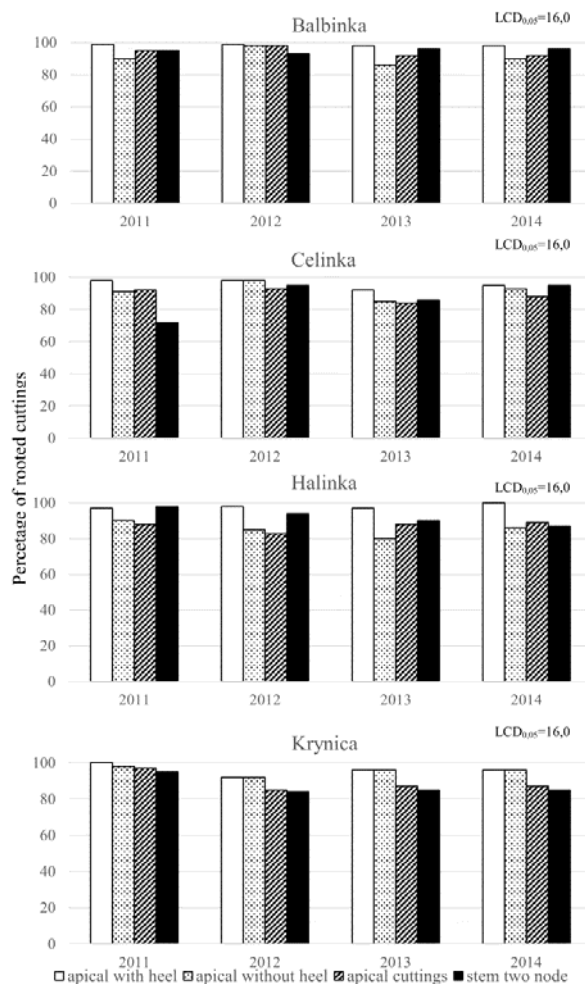 LCD0,05=16,0
Balbinka
100
80
60
40
20
0
2011 2012 2013 2014
LCD0,05=16,0
Celinka
100
80
60
40
20
0
2011 2012 2013 2014
Percetage of rooted cuttings
LCD0,05=16,0
Halinka
100
80
60
40
20
0
2011 2012 2013 2014
LCD0,05=16,0
Krynica
100
80
60
40
20
0
2011 2012 2013 2014
apical with heel apical without heel apical cuttings stem two node